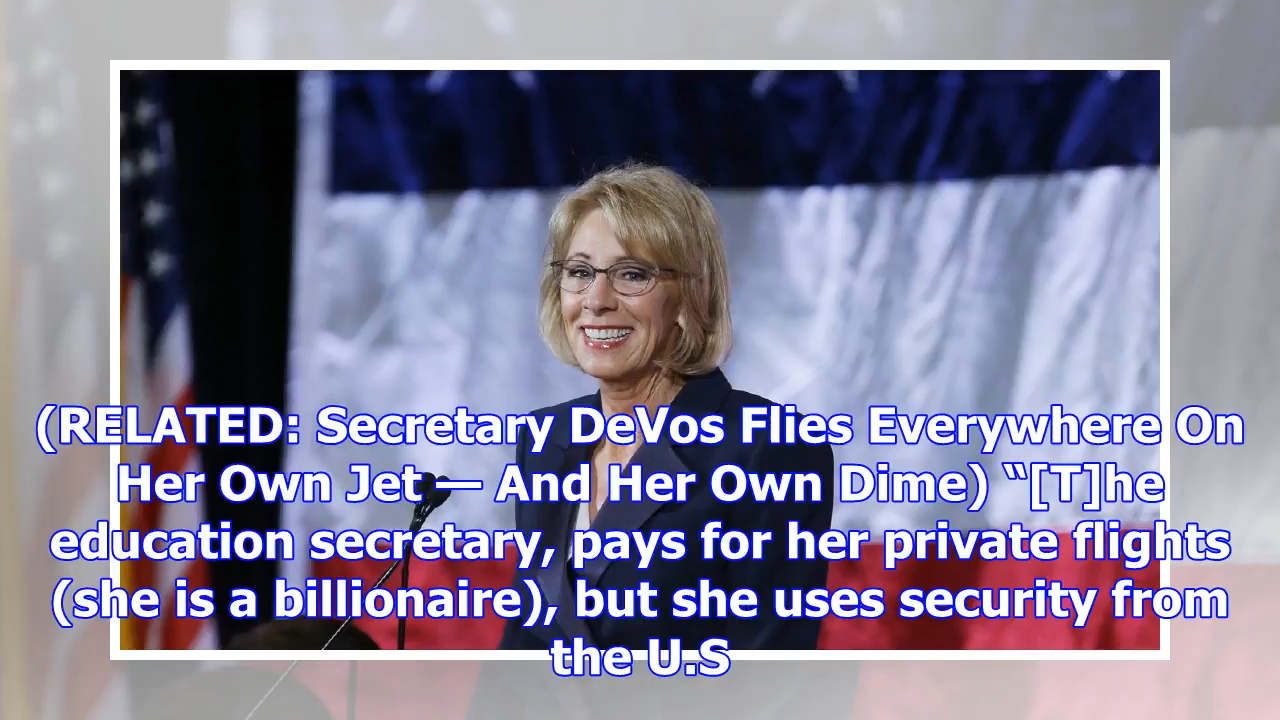 (RELATED: Secretary DeVos Flies Everywhere On
Her Own Jet — And Her Own Dime) “[T]he
education secretary, pays for her private flights
(she is a billionaire), but she uses security from
the U.S